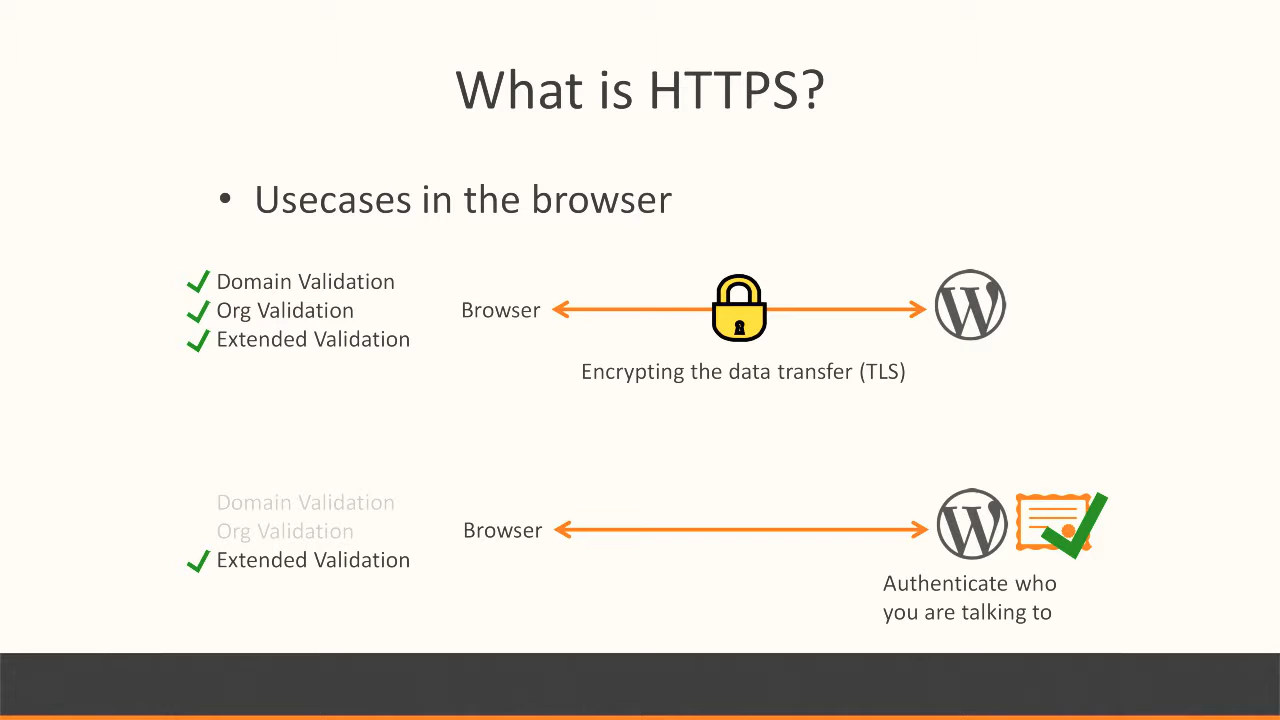 What is HTTPS?
• Usecases in the browser
Domain Validation
Org Validation
Extended Validation
Browser
Encrypting the data transfer (TLS)
Domain Validation
Org Validation
Extended Validation
Browser
Authenticate who
you are talking to